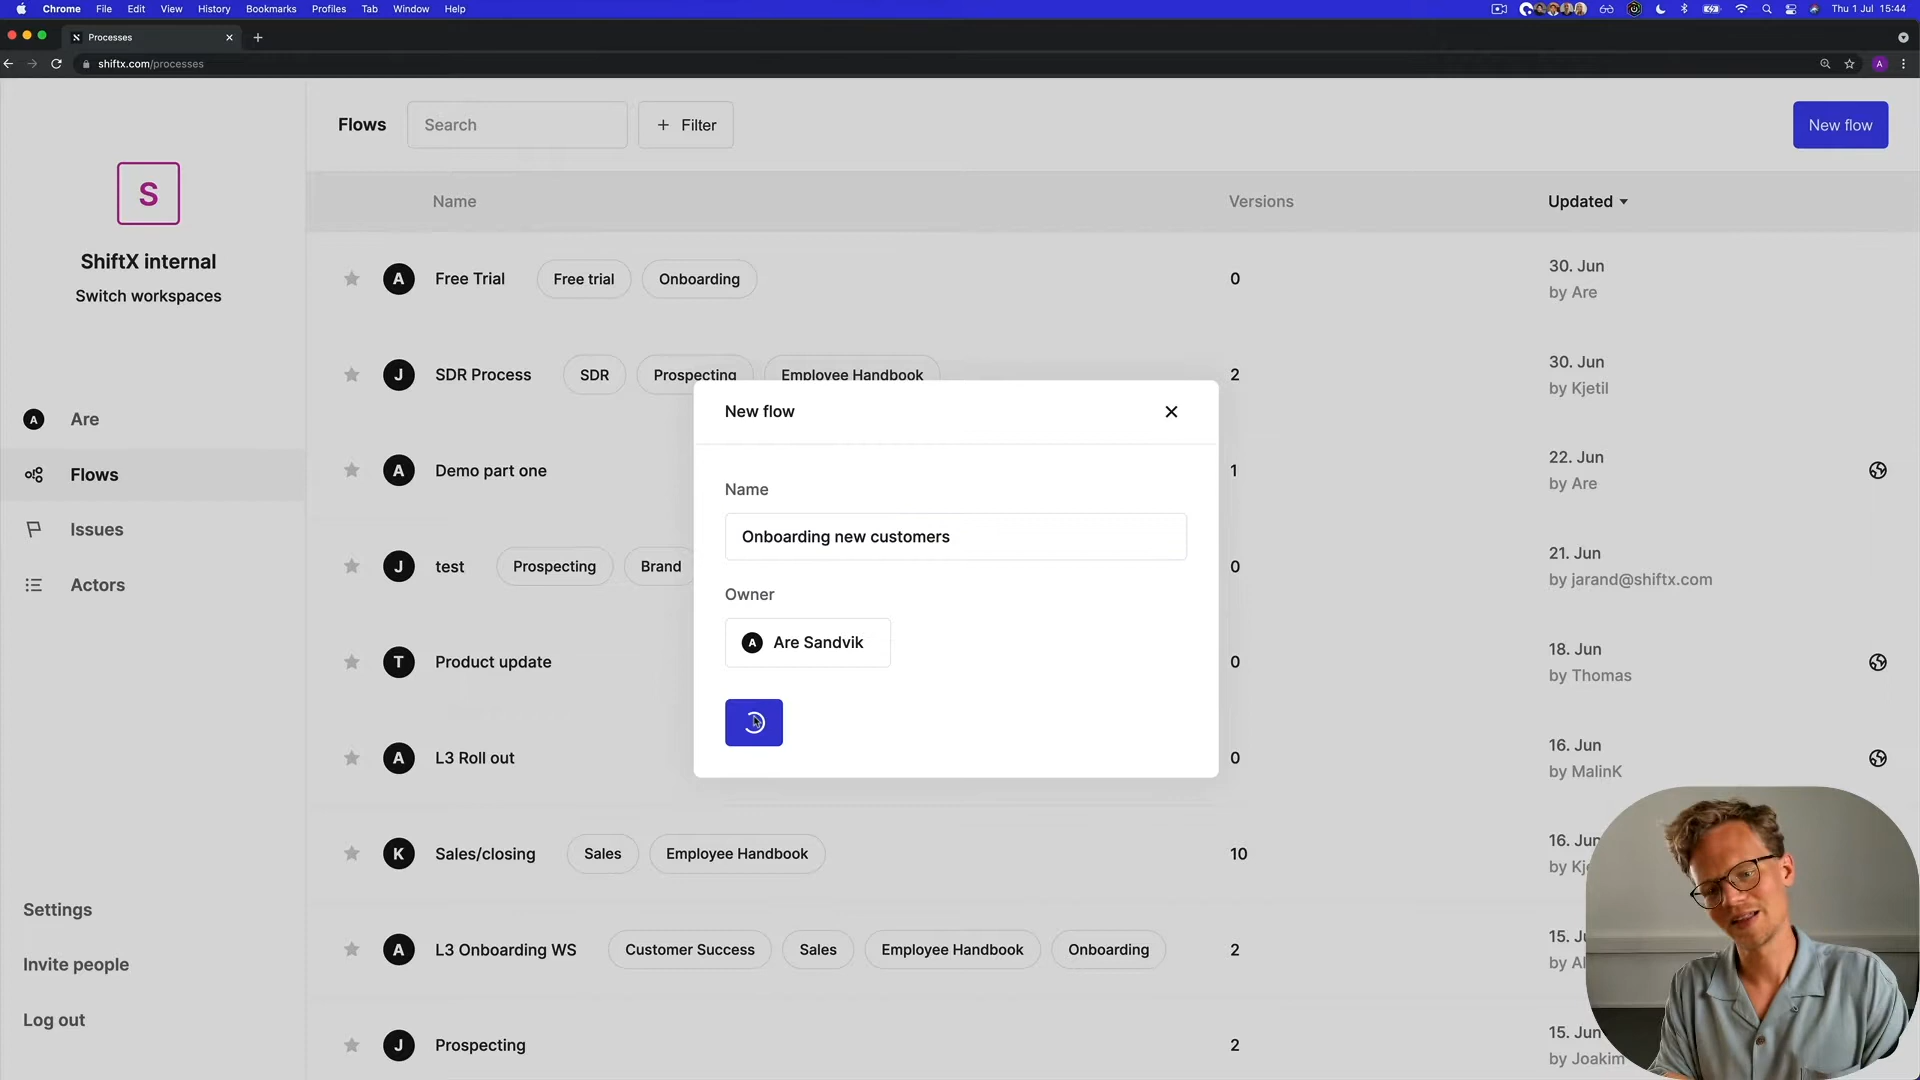 Chrome File Edit View History Bookmarks Profiles Tab Window Help
Thu 1 Jul 15:44
Processes
shiftx.com/processes
A
Flows
Search
+ Filter
New flow
S
ShiftX internal
Switch workspaces
A Are
Flows
Issues
Actors
Settings
Invite people
Log out
Name Versions Updated
A Free Trial Free trial Onboarding 0 30. Jun
by Are
J SDR Process SDR Prospecting Employee Handbook 2 30. Jun
by Kjetil
A Demo part one 1 22. Jun
by Are
J test Prospecting Brand 0 21. Jun
by jarand@shiftx.com
T Product update 0 18. Jun
by Thomas
A L3 Roll out 0 16. Jun
by MalinK
K Sales/closing Sales Employee Handbook 10 16. Jun
by Kj
A L3 Onboarding WS Customer Success Sales Employee Handbook Onboarding 2 15. Ju
by Al
J Prospecting 2 15. Jun
by Joakim
New flow
Name
Onboarding new customers
Owner
A Are Sandvik